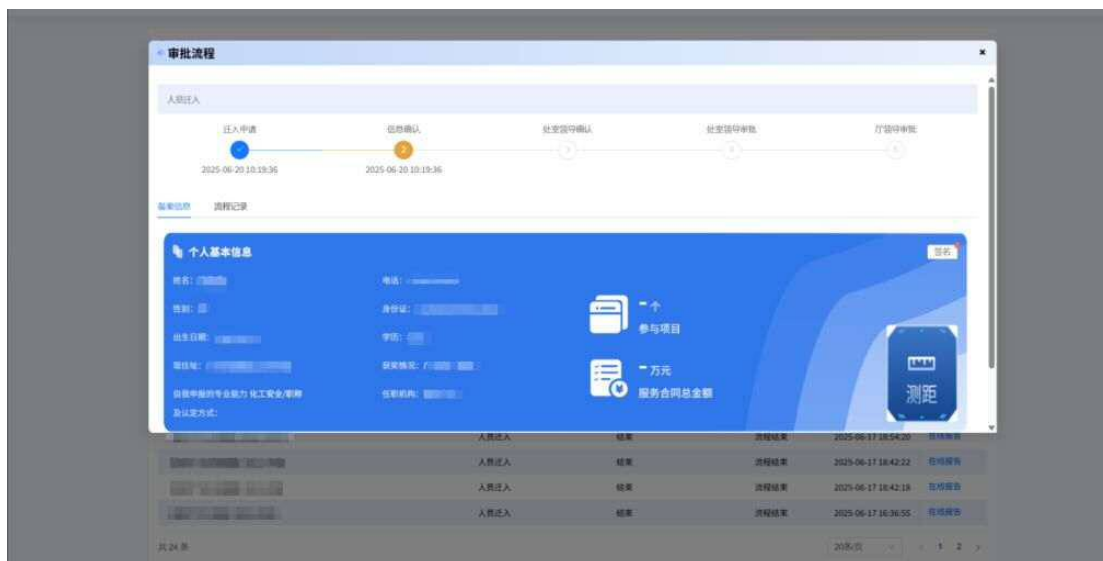 审批流程
人员迁入
迁入申请 信息确认 处室领导确认 处室领导审批 厅领导审批
2 3 4 5
2025-06-20 10:19:36 2025-06-20 10:19:36
备案信息 流程记录
个人基本信息 签名
姓名: 电话:
性别: 身份证:
出生日期: 学历:
现住址: 获奖情况:
自我申报的专业能力 化工安全/职称
及认定方式:
任职机构:
-个
参与项目
-万元
服务合同总金额
测距
人员迁入 结束 流程结束 2025-06-17 18:54:20 在线报告
人员迁入 结束 流程结束 2025-06-17 18:42:22 在线报告
人员迁入 结束 流程结束 2025-06-17 18:42:18 在线报告
人员迁入 结束 流程结束 2025-06-17 16:36:55 在线报告
共 24 条 20条/页 1 2